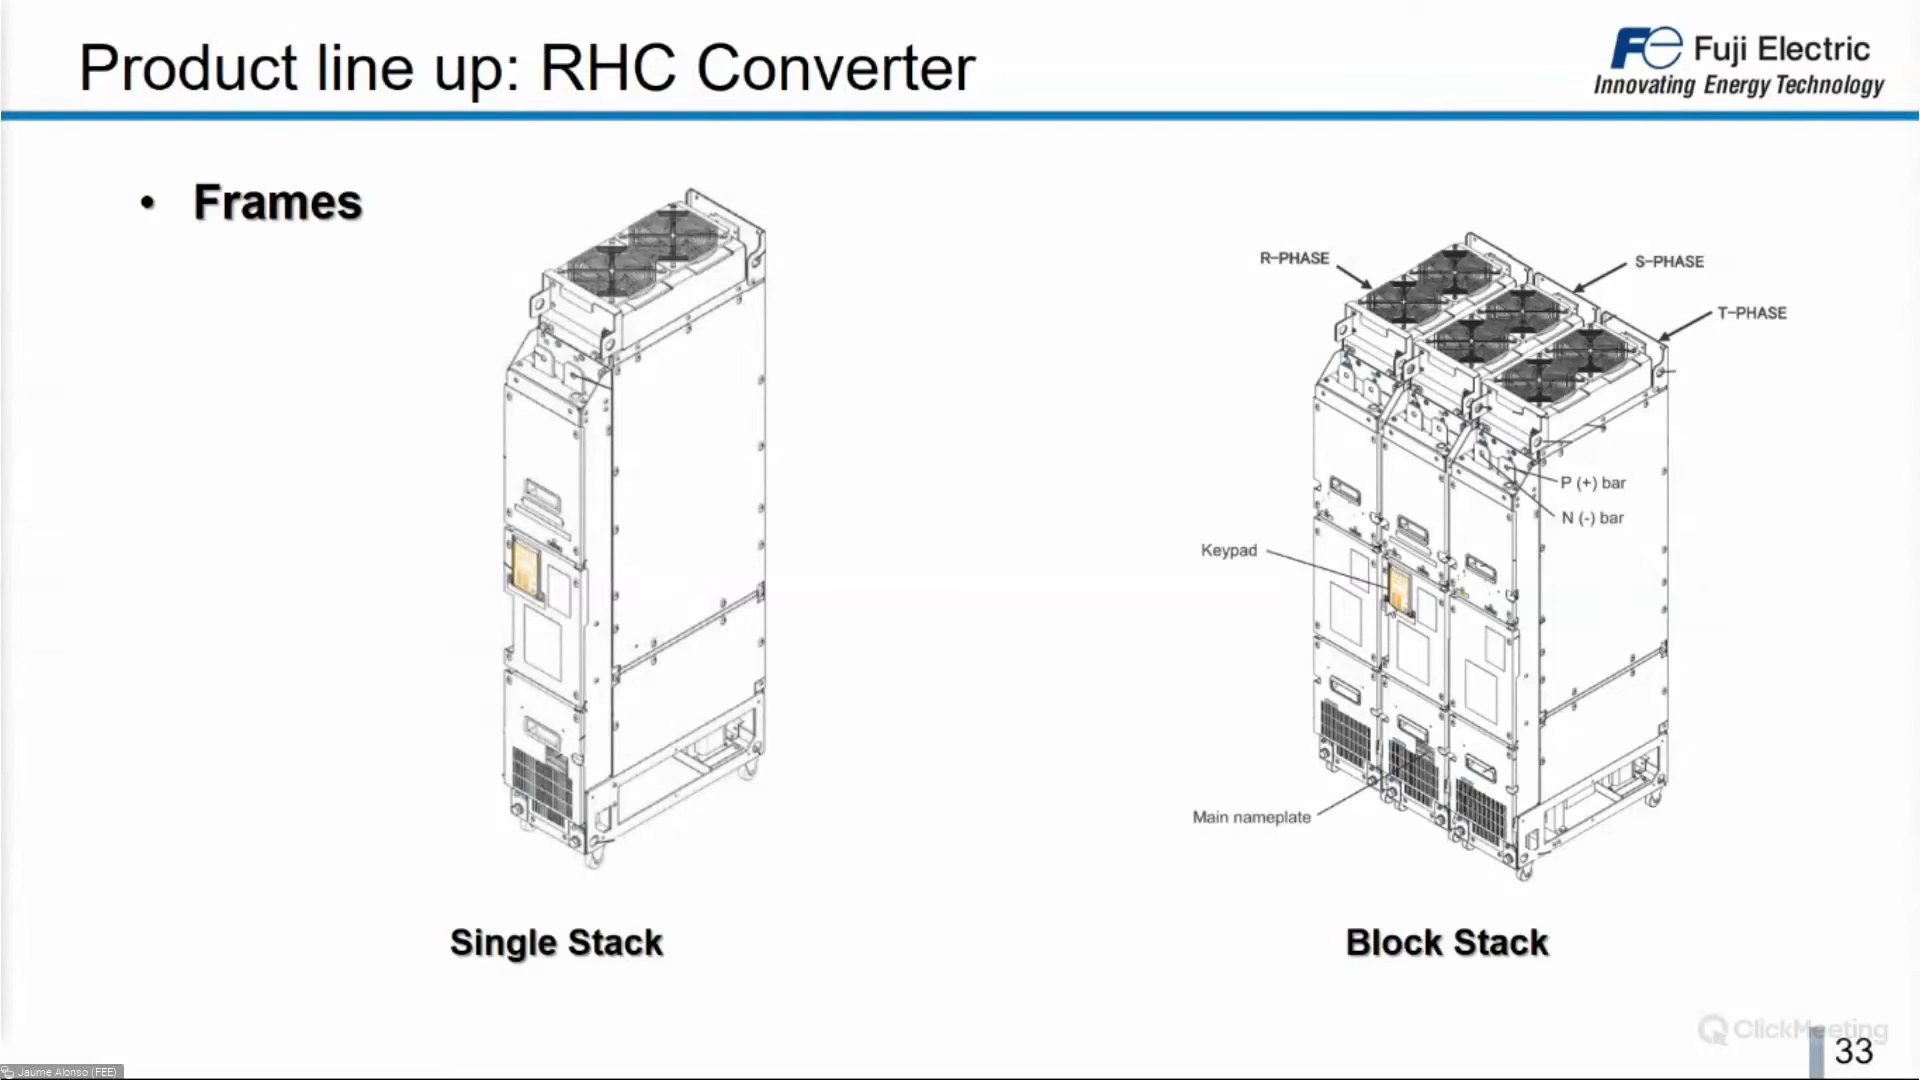 Product line up: RHC Converter
Fuji Electric
Innovating Energy Technology
• Frames
R-PHASE
S-PHASE
T-PHASE
P (+) bar
N (-) bar
Keypad
Main nameplate
Single Stack
Block Stack
ClickMeeting
33
Jaume Alonso (FEE)